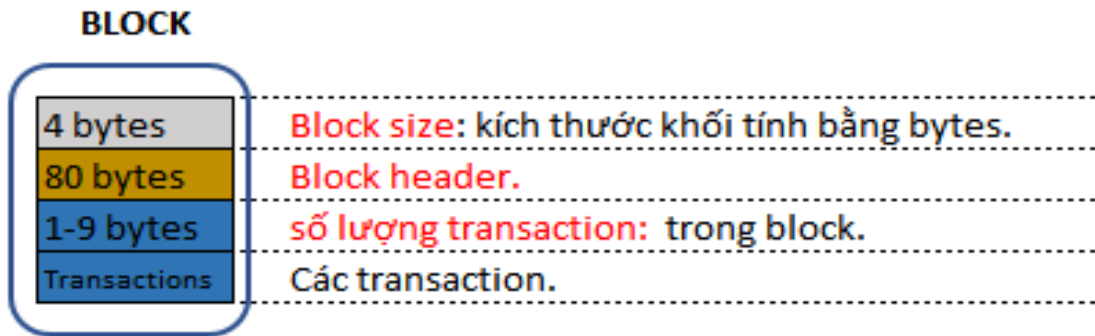 BLOCK
4 bytes Block size: kích thước khối tính bằng bytes.
80 bytes Block header.
1-9 bytes số lượng transaction: trong block.
Transactions Các transaction.